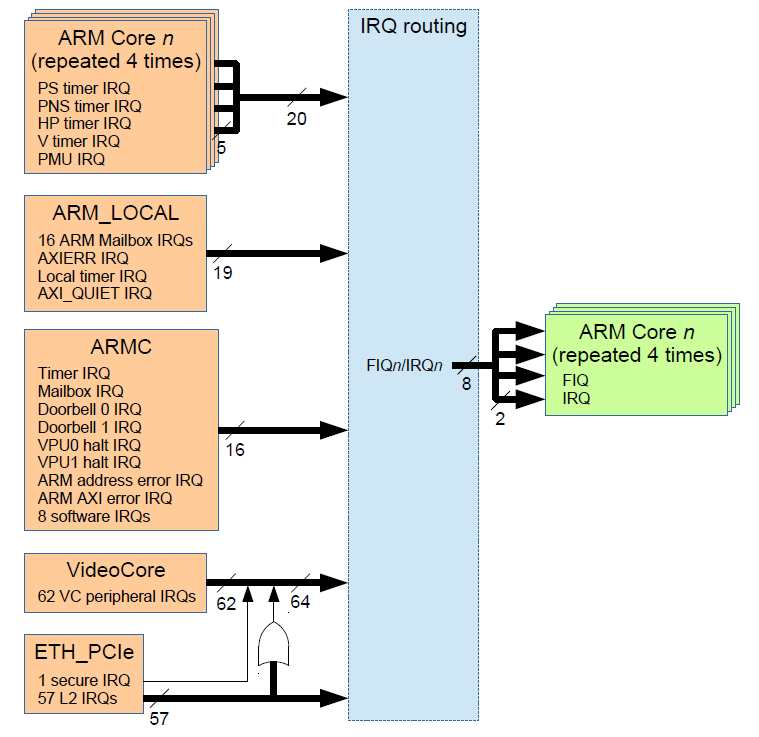 ARM Core n
(repeated 4 times)
PS timer IRQ
PNS timer IRQ
HP timer IRQ
V timer IRQ
PMU IRQ
5
20
IRQ routing
ARM_LOCAL
16 ARM Mailbox IRQs
AXIERR IRQ
Local timer IRQ
AXI_QUIET IRQ
19
ARMC
Timer IRQ
Mailbox IRQ
Doorbell 0 IRQ
Doorbell 1 IRQ
VPU0 halt IRQ
VPU1 halt IRQ
ARM address error IRQ
ARM AXI error IRQ
8 software IRQs
16
FIQn/IRQn
8
2
ARM Core n
(repeated 4 times)
FIQ
IRQ
VideoCore
62 VC peripheral IRQs
62
64
ETH_PCIe
1 secure IRQ
57 L2 IRQs
57